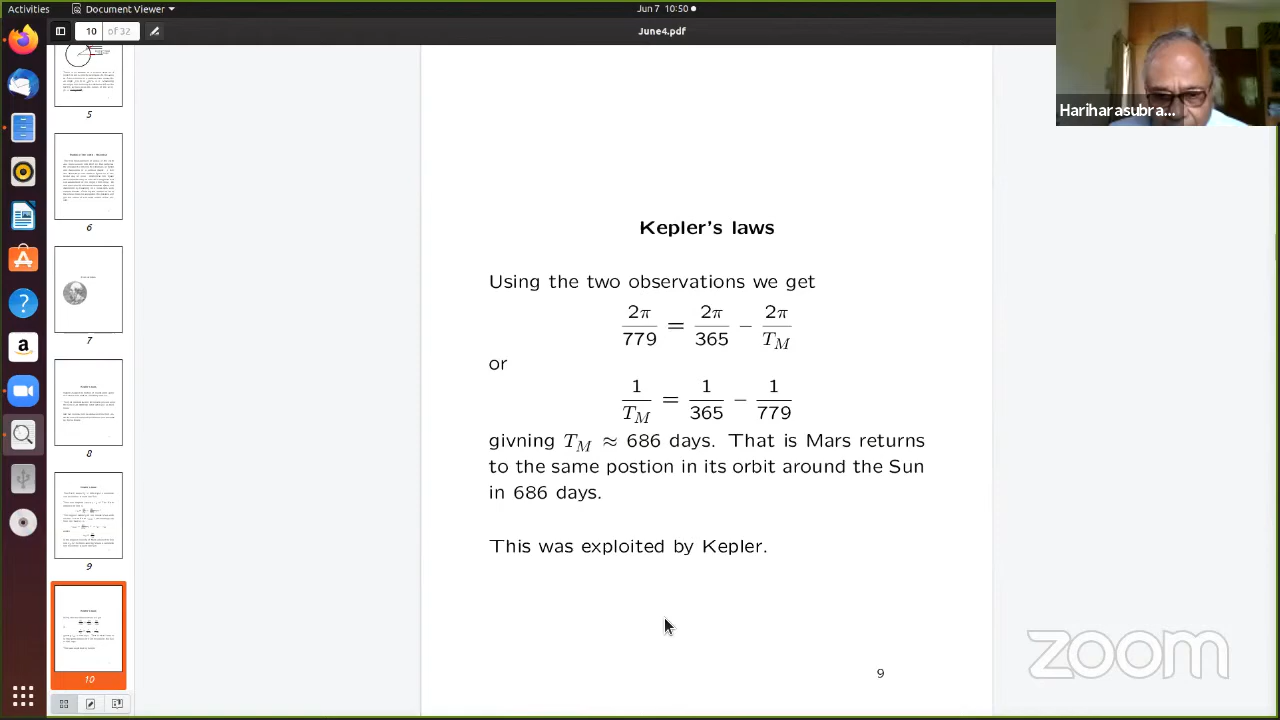 Activities
Document Viewer
Jun 7 10:50
10 of 32
June4.pdf
Hariharasubra...
5
6
7
8
9
10
Kepler's laws
Using the two observations we get
2π/779 = 2π/365 − 2π/T_M
or
1/T_M = 1/365 − 1/779
givning T_M ≈ 686 days. That is Mars returns
to the same postion in its orbit around the Sun
in 686 days.
This was exploited by Kepler.
9
zoom